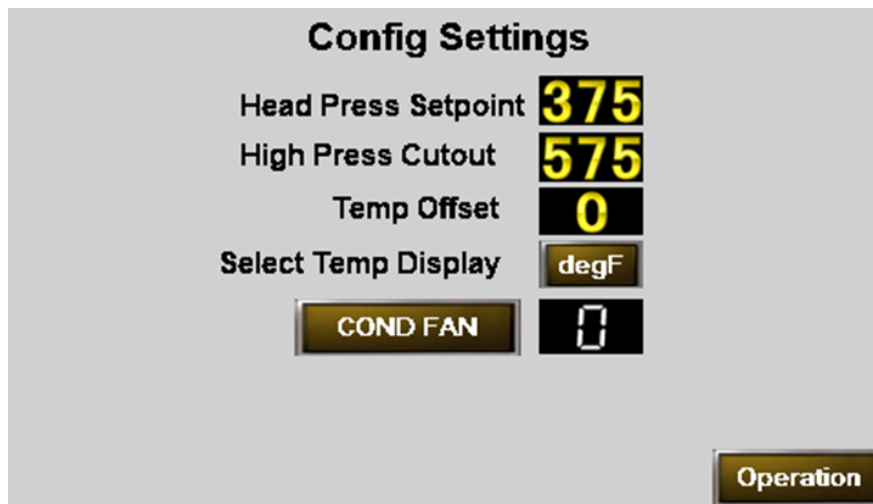 Config Settings
Head Press Setpoint 375
High Press Cutout 575
Temp Offset 0
Select Temp Display degF
COND FAN 0
Operation